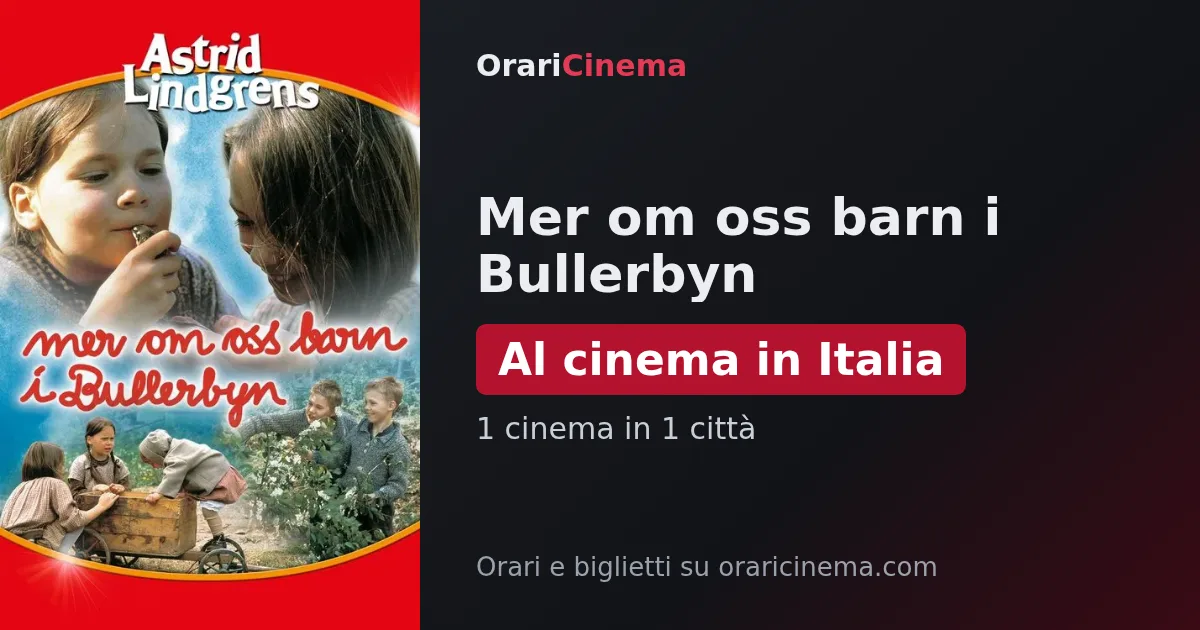 Astrid
Lindgrens
mer om oss barn
i Bullerbyn
OrariCinema
Mer om oss barn i
Bullerbyn
Al cinema in Italia
1 cinema in 1 città
Orari e biglietti su oraricinema.com